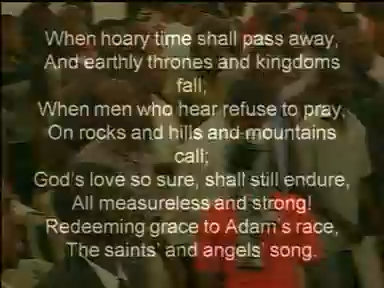 When hoary time shall pass away,
And earthly thrones and kingdoms
fall;
When men who hear refuse to pray,
On rocks and hills and mountains
call;
God's love so sure, shall still endure,
All measureless and strong!
Redeeming grace to Adam's race,
The saints' and angels' song.